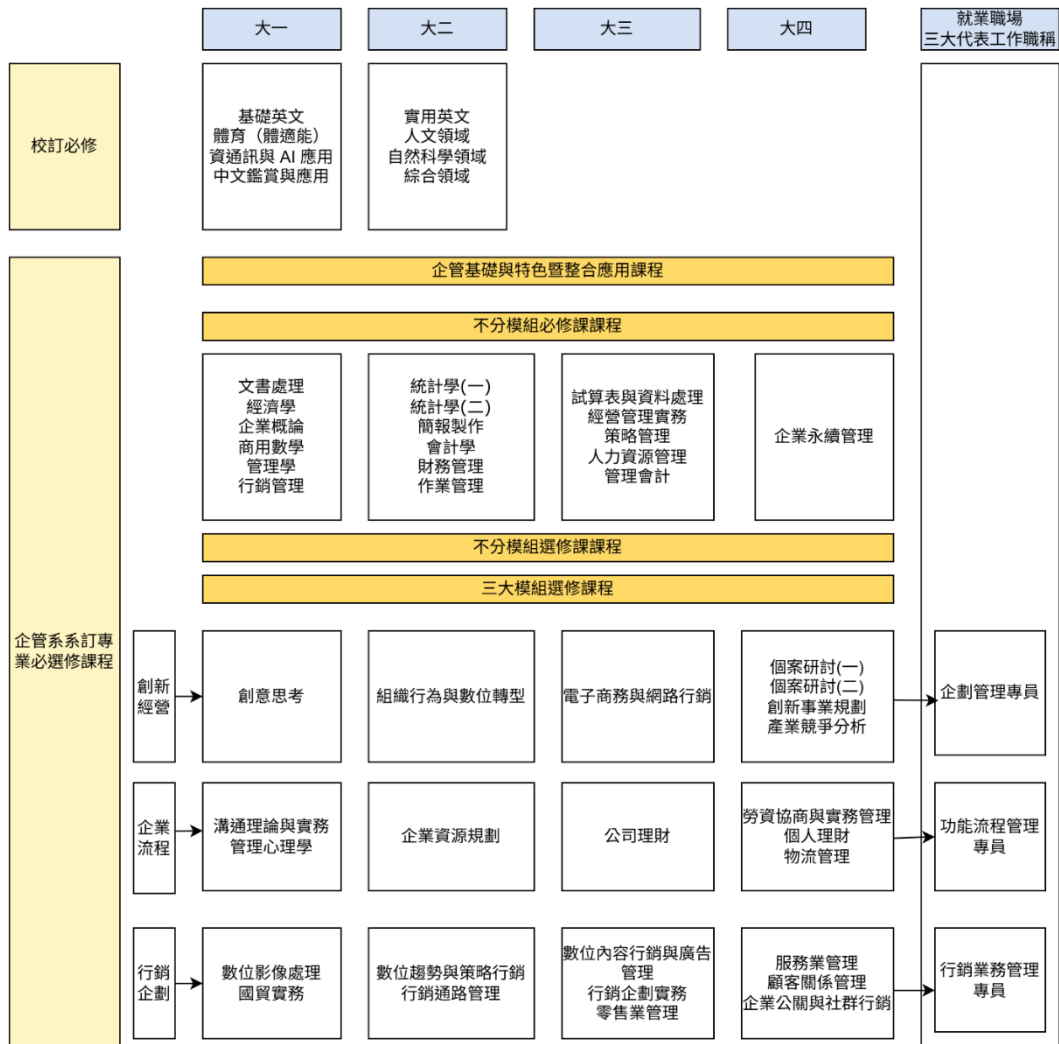 大一
大二
大三
大四
就業職場
三大代表工作職稱
校訂必修
基礎英文
體育（體適能）
資通訊與 AI 應用
中文鑑賞與應用
實用英文
人文領域
自然科學領域
綜合領域
企管系系訂專
業必選修課程
企管基礎與特色暨整合應用課程
不分模組必修課課程
文書處理
經濟學
企業概論
商用數學
管理學
行銷管理
統計學(一)
統計學(二)
簡報製作
會計學
財務管理
作業管理
試算表與資料處理
經營管理實務
策略管理
人力資源管理
管理會計
企業永續管理
不分模組選修課課程
三大模組選修課程
創新
經營
創意思考
組織行為與數位轉型
電子商務與網路行銷
個案研討(一)
個案研討(二)
創新事業規劃
產業競爭分析
企劃管理專員
企業
流程
溝通理論與實務
管理心理學
企業資源規劃
公司理財
勞資協商與實務管理
個人理財
物流管理
功能流程管理
專員
行銷
企劃
數位影像處理
國貿實務
數位趨勢與策略行銷
行銷通路管理
數位內容行銷與廣告
管理
行銷企劃實務
零售業管理
服務業管理
顧客關係管理
企業公關與社群行銷
行銷業務管理
專員